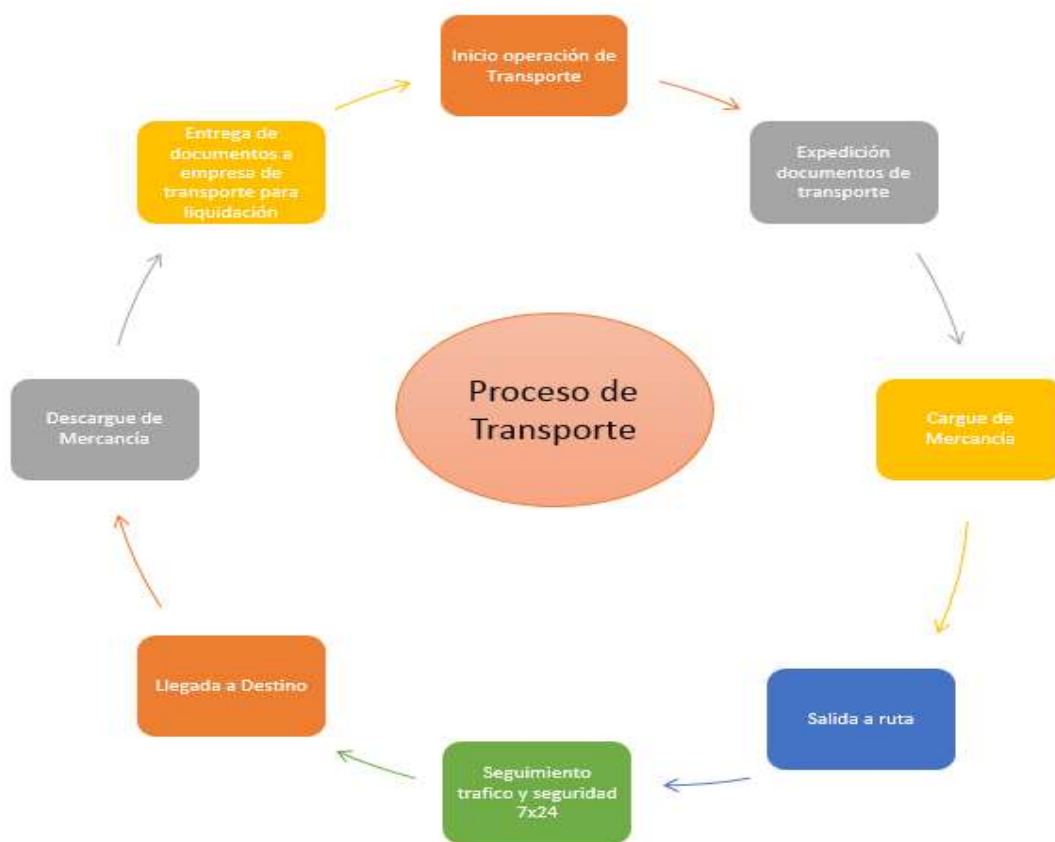 Inicio operación de
Transporte
Expedición
documentos de
transporte
Cargue de
Mercancía
Salida a ruta
Seguimiento
trafico y seguridad
7x24
Llegada a Destino
Descargue de
Mercancía
Entrega de
documentos a
empresa de
transporte para
liquidación
Proceso de
Transporte